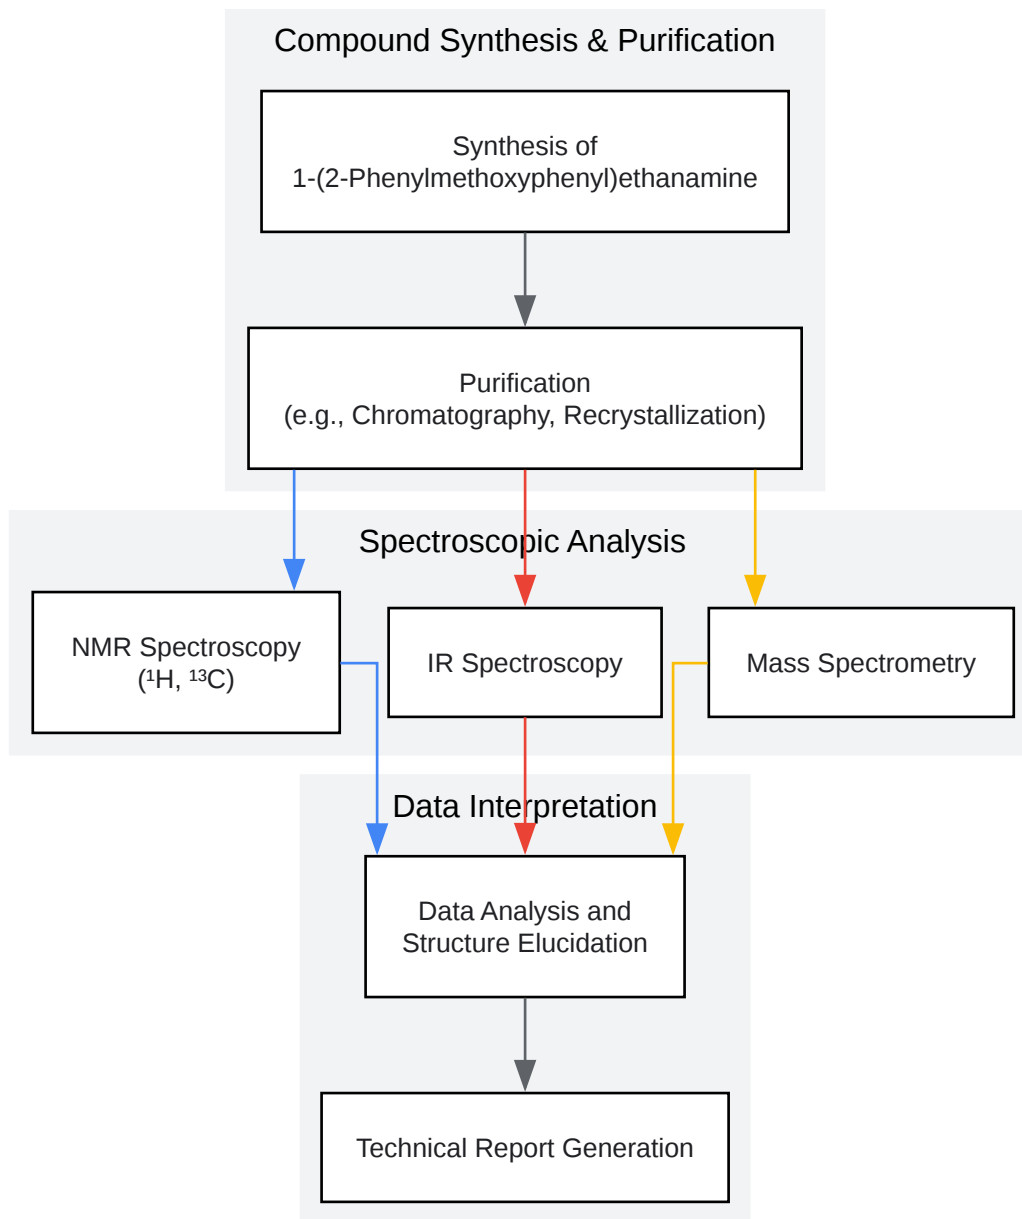 Compound Synthesis & Purification
Synthesis of
1-(2-Phenylmethoxyphenyl)ethanamine
Purification
(e.g., Chromatography, Recrystallization)
Spectroscopic Analysis
NMR Spectroscopy
(¹H, ¹³C)
IR Spectroscopy
Mass Spectrometry
Data Interpretation
Data Analysis and
Structure Elucidation
Technical Report Generation